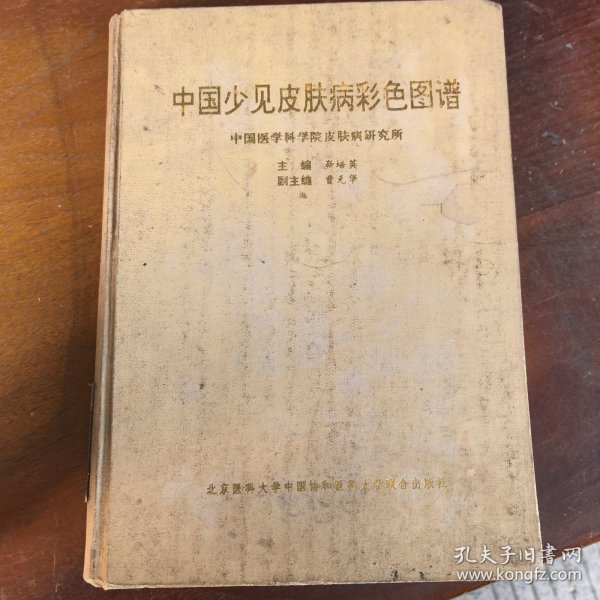 中国少见皮肤病彩色图谱
中国医学科学院皮肤病研究所
主 编 靳培英
副主编 曹元华
北京医科大学中国协和医科大学联合出版社
孔夫子旧书网
www.kongfz.com